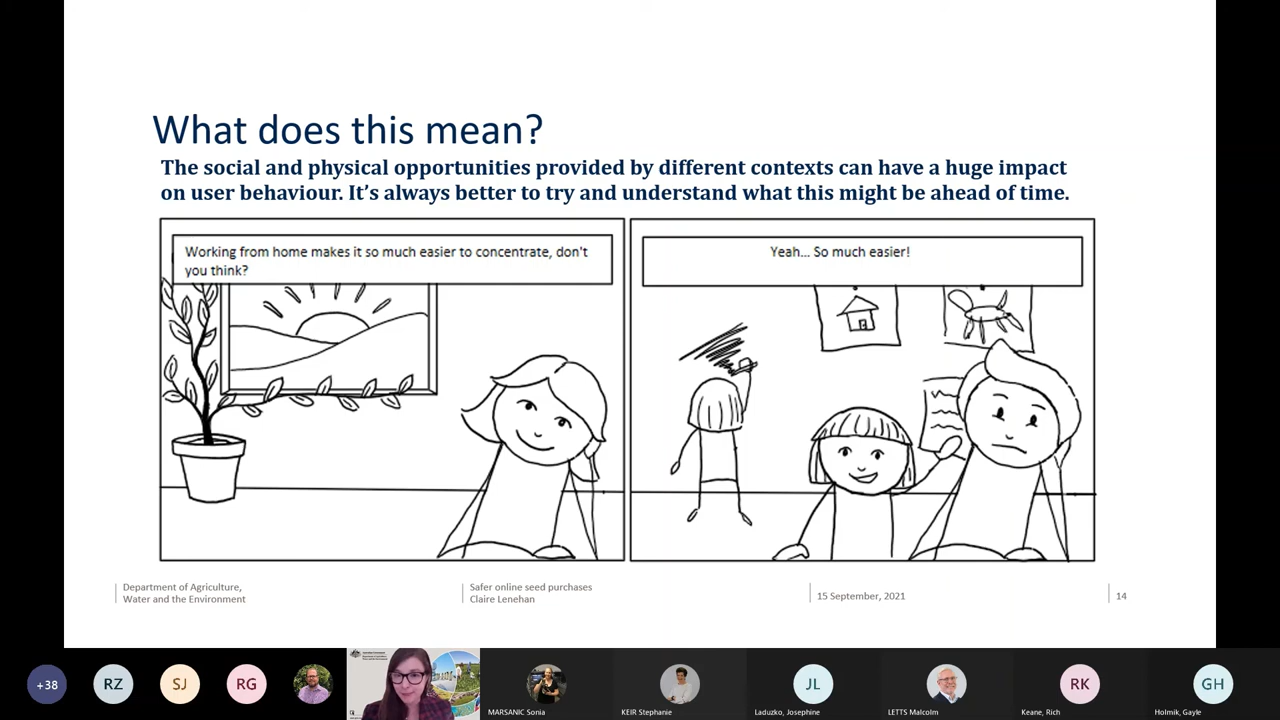 What does this mean?
The social and physical opportunities provided by different contexts can have a huge impact
on user behaviour. It's always better to try and understand what this might be ahead of time.
Working from home makes it so much easier to concentrate, don't
you think?
Yeah... So much easier!
Department of Agriculture,
Water and the Environment
Safer online seed purchases
Claire Lenehan
15 September, 2021
14
+38
RZ
SJ
RG
MARSANIC Sonia
KEIR Stephanie
JL
Laduzko, Josephine
LETTS Malcolm
RK
Keane, Rich
GH
Holmik, Gayle